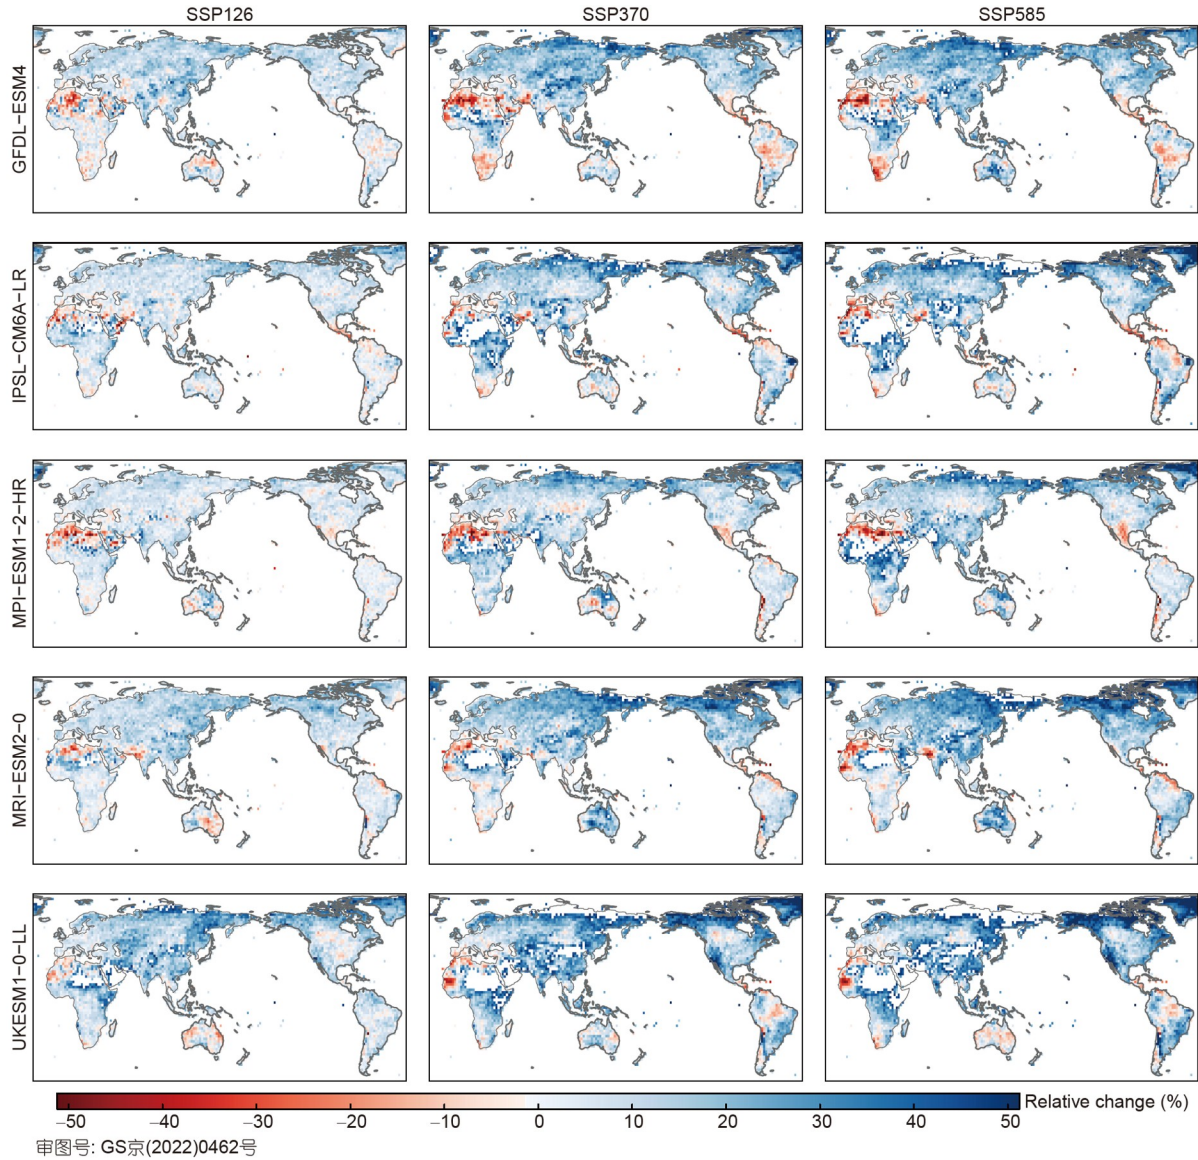 SSP126 SSP370 SSP585
GFDL−ESM4
IPSL−CM6A−LR
MPI−ESM1−2−HR
MRI−ESM2−0
UKESM1−0−LL
−50 −40 −30 −20 −10 0 10 20 30 40 50 Relative change (%)
审图号: GS京(2022)0462号